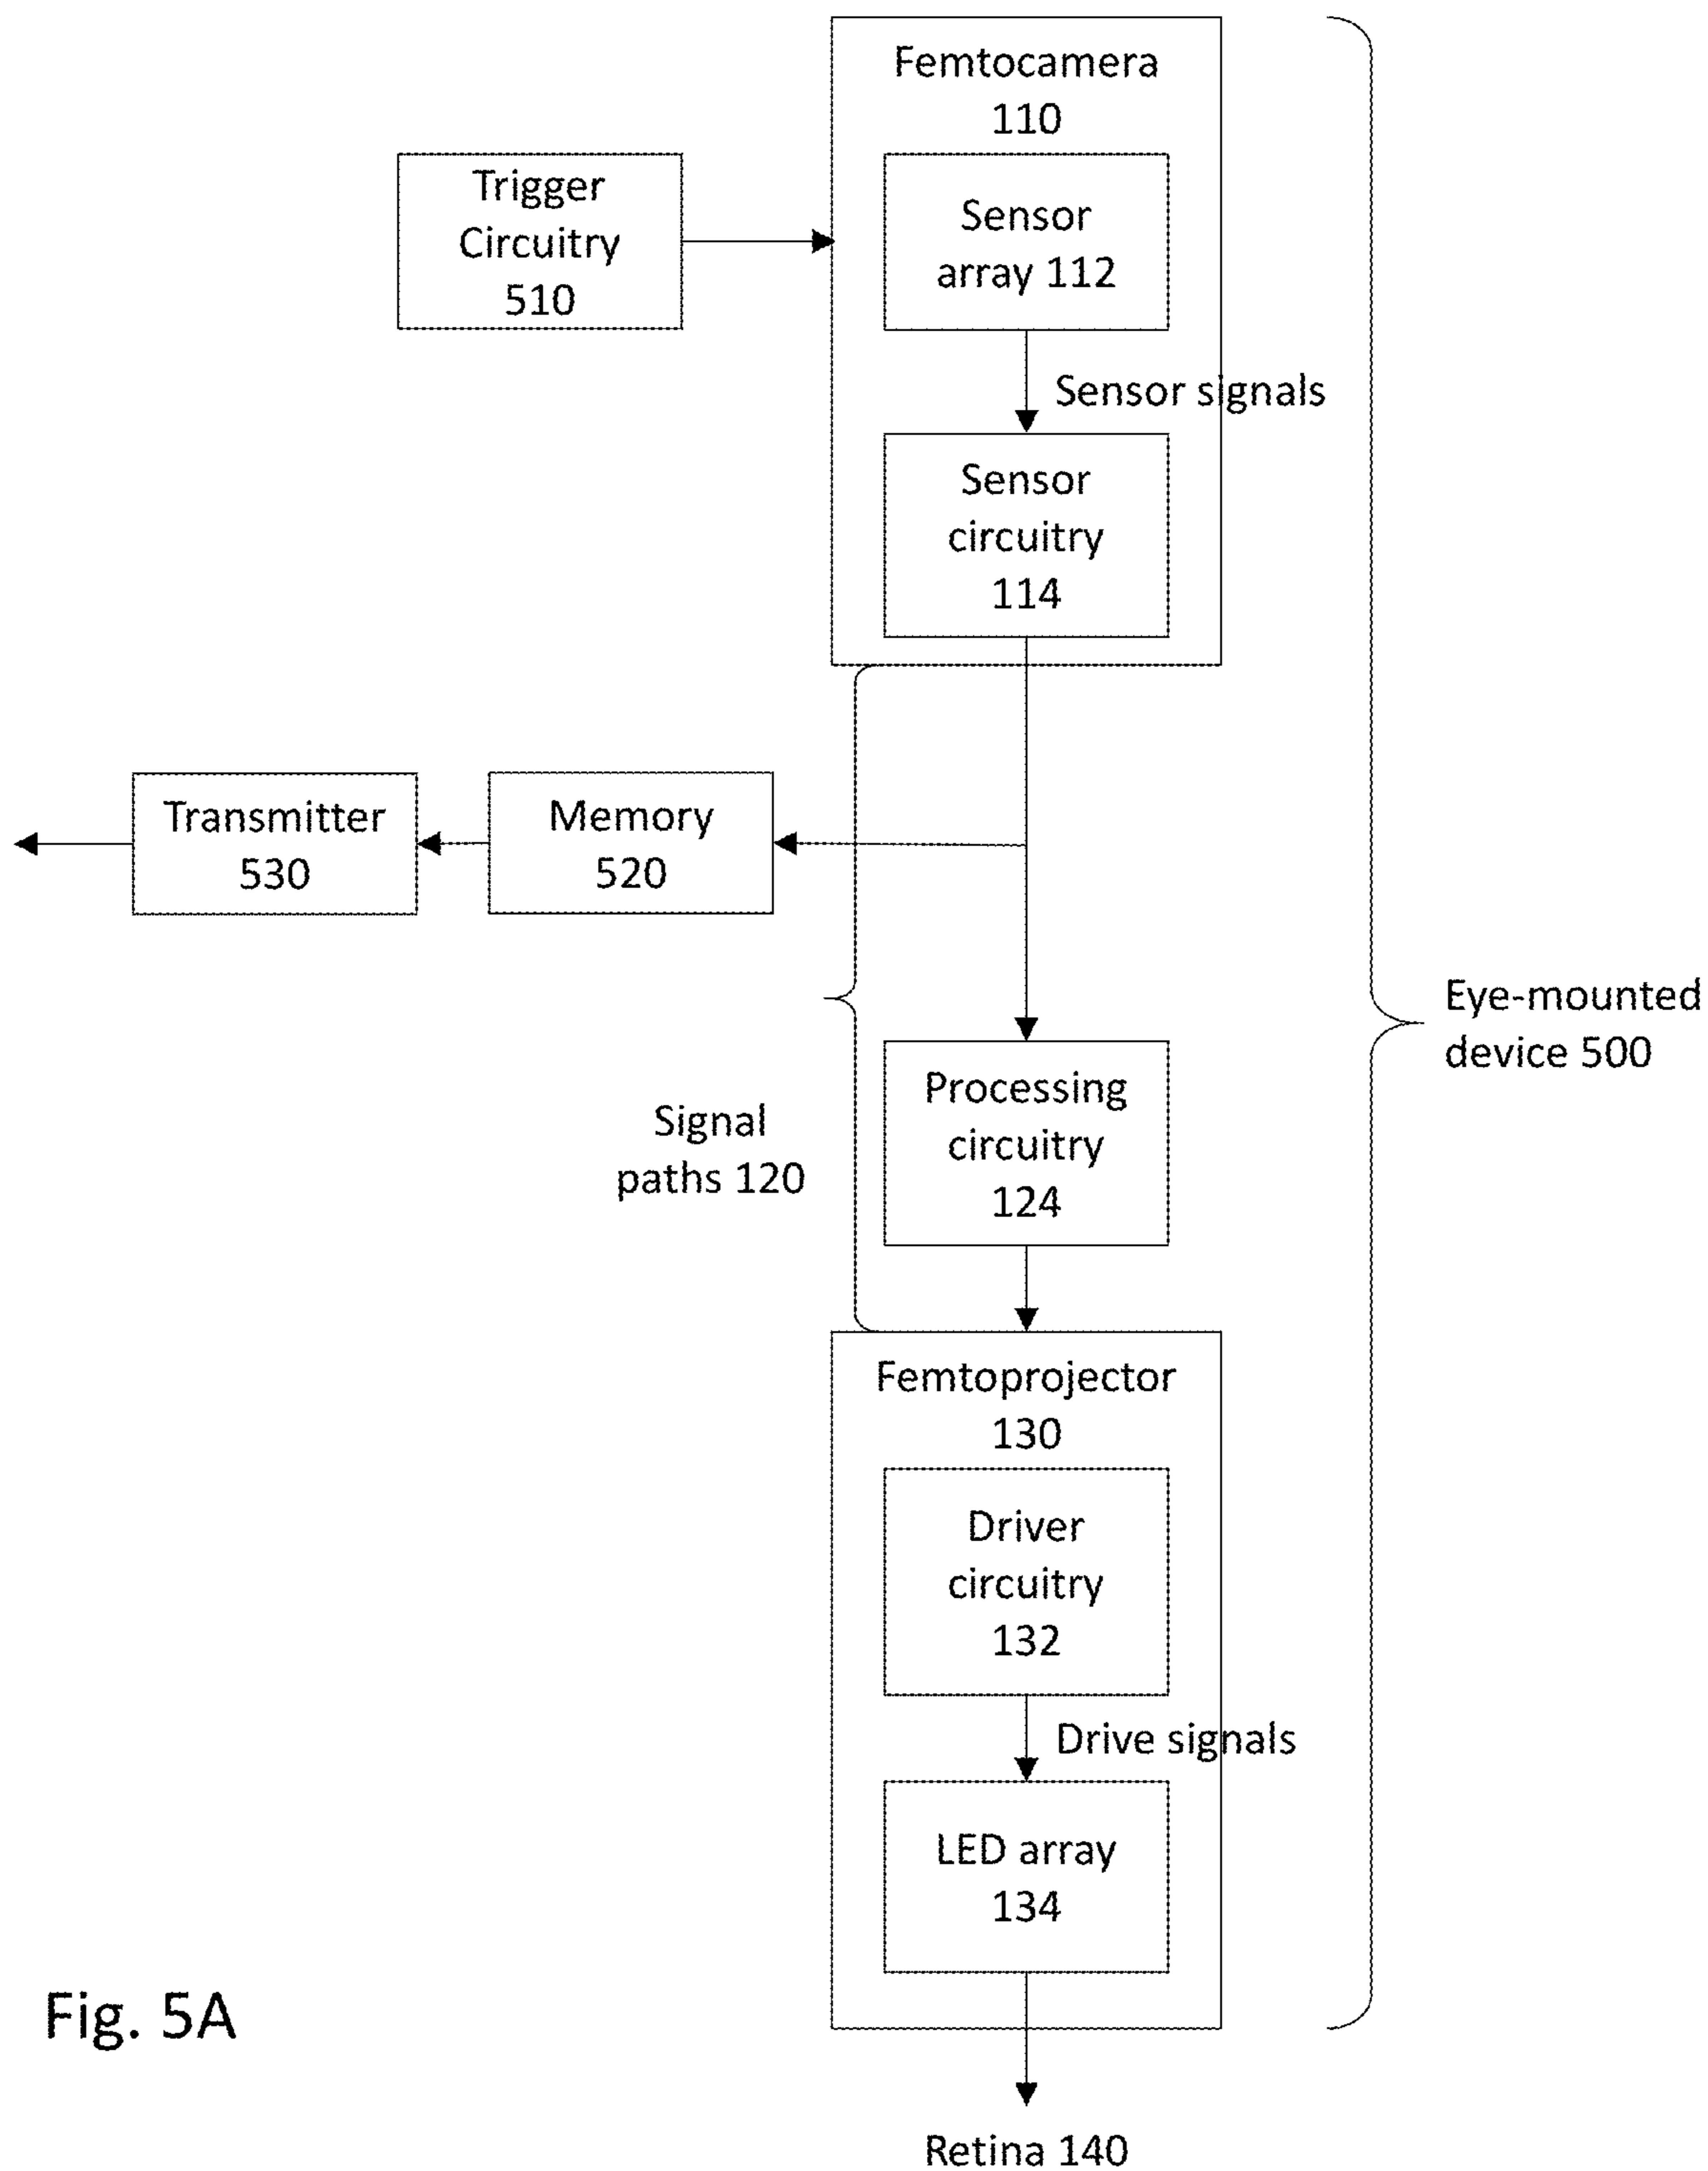 Femtocamera
110
Trigger
Circuitry
510
Sensor
array 112
Sensor signals
Sensor
circuitry
114
Transmitter
530
Memory
520
Eye-mounted
device 500
Processing
circuitry
124
Signal
paths 120
Femtoprojector
130
Driver
circuitry
132
Drive signals
LED array
134
Fig. 5A
Retina 140